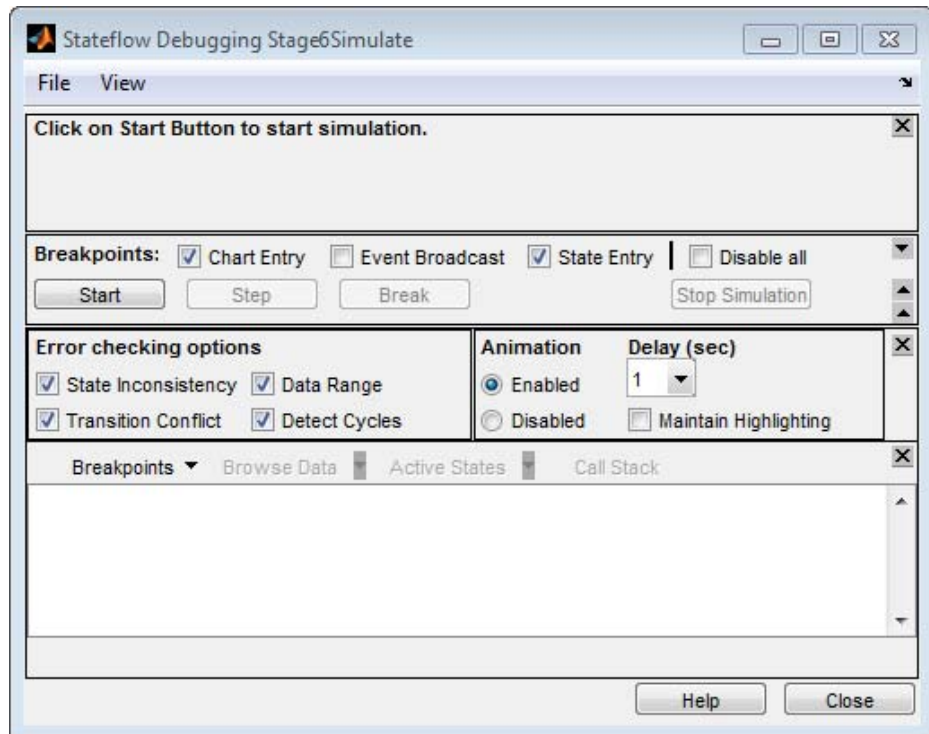 Stateflow Debugging Stage6Simulate
File View
Click on Start Button to start simulation.
Breakpoints: Chart Entry Event Broadcast State Entry Disable all
Start Step Break Stop Simulation
Error checking options Animation Delay (sec)
State Inconsistency Data Range Enabled 1
Transition Conflict Detect Cycles Disabled Maintain Highlighting
Breakpoints Browse Data Active States Call Stack
Help Close